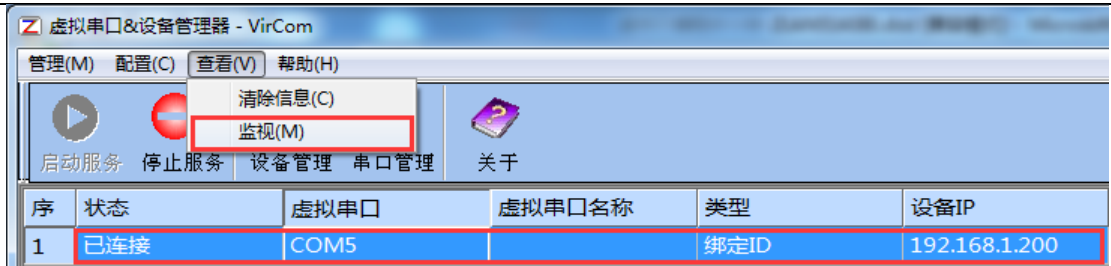 虚拟串口&设备管理器 - VirCom
管理(M) 配置(C) 查看(V) 帮助(H)
清除信息(C)
监视(M)
启动服务 停止服务 设备管理 串口管理 关于
序 状态 虚拟串口 虚拟串口名称 类型 设备IP
1 已连接 COM5 绑定ID 192.168.1.200